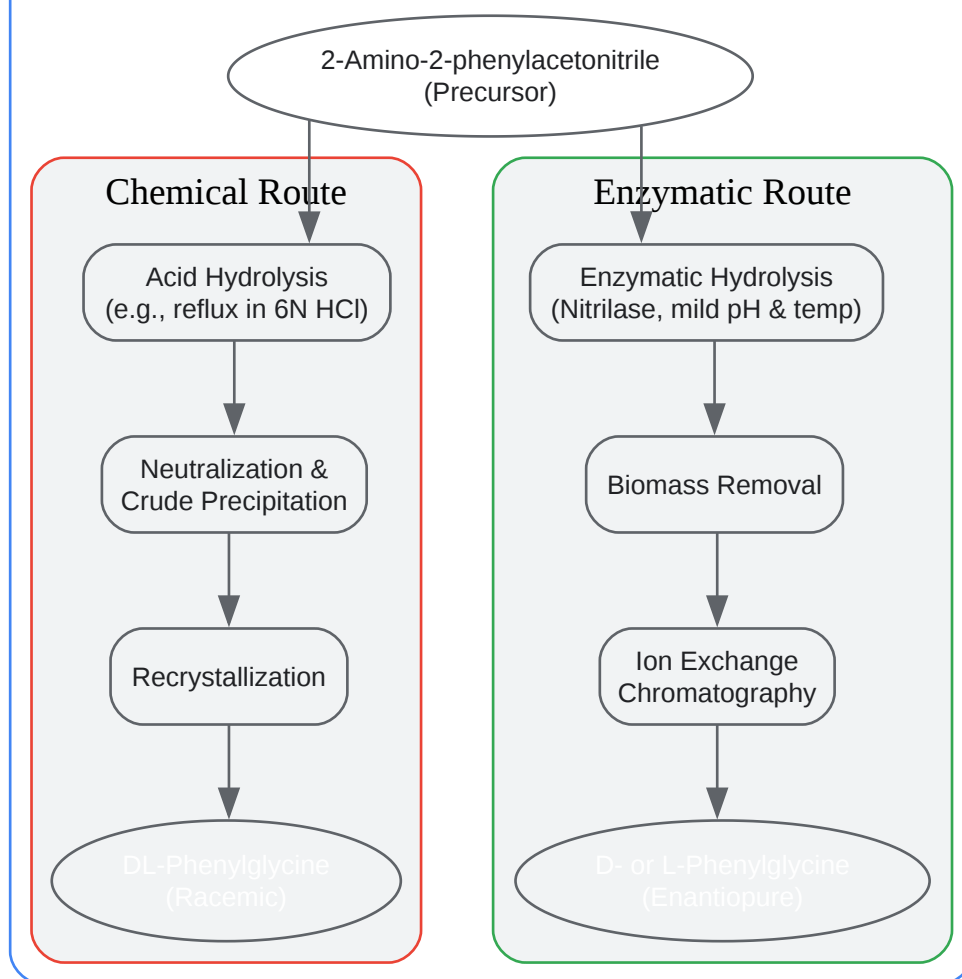 2-Amino-2-phenylacetonitrile
(Precursor)
Chemical Route
Acid Hydrolysis
(e.g., reflux in 6N HCl)
Neutralization &
Crude Precipitation
Recrystallization
DL-Phenylglycine
(Racemic)
Enzymatic Route
Enzymatic Hydrolysis
(Nitrilase, mild pH & temp)
Biomass Removal
Ion Exchange
Chromatography
D- or L-Phenylglycine
(Enantiopure)